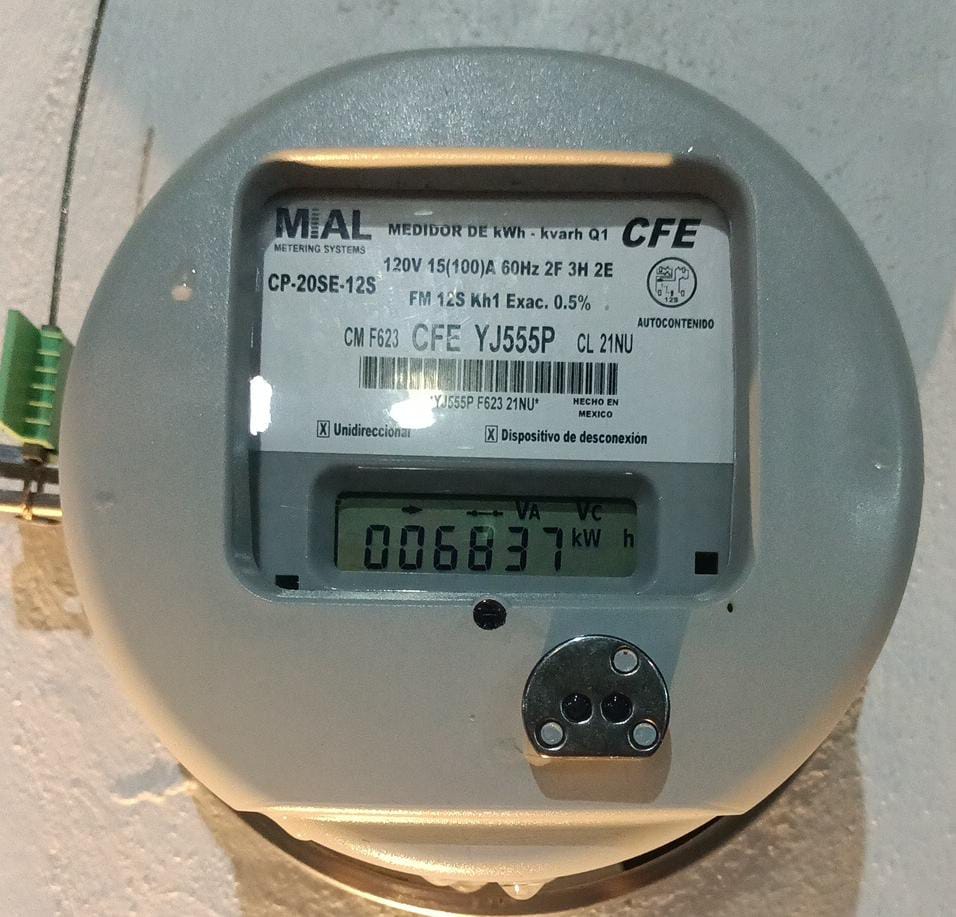 MIAL
METERING SYSTEMS
MEDIDOR DE kWh - kvarh Q1
CFE
120V 15(100)A 60Hz 2F 3H 2E
CP-20SE-12S
FM 12S Kh1 Exac. 0.5%
12S
AUTOCONTENIDO
CM F623 CFE YJ555P CL 21NU
*YJ555P F623 21NU*
HECHO EN
MEXICO
X Unidireccional
X Dispositivo de desconexión
VA VC
006837 kW h